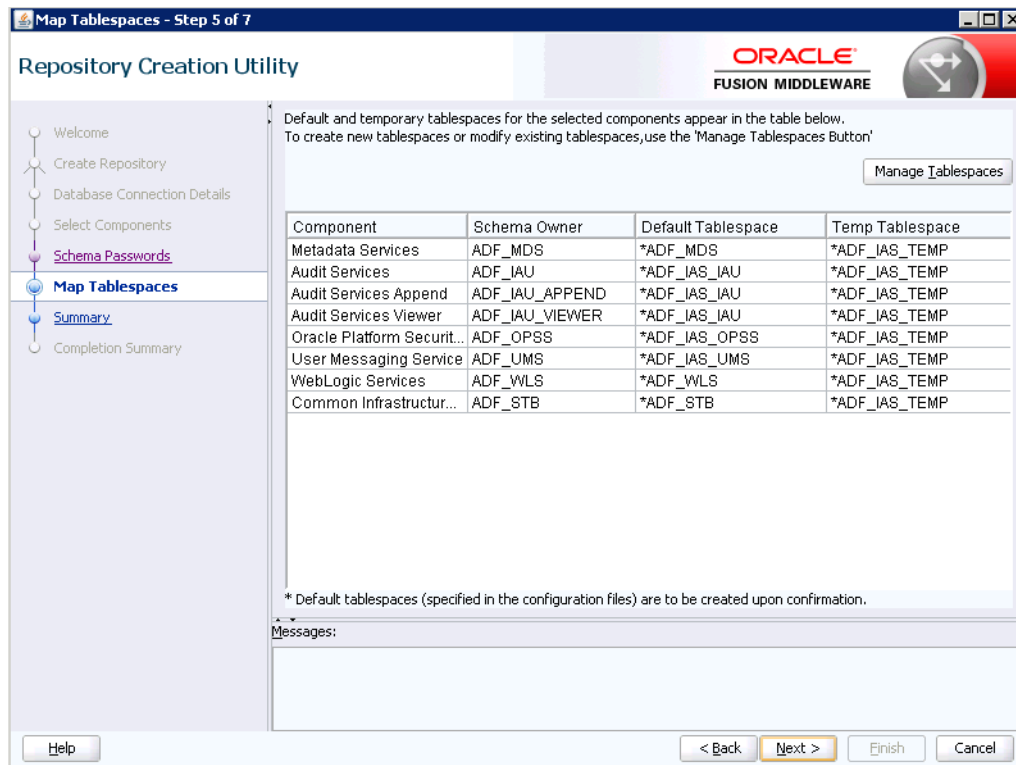 Map Tablespaces - Step 5 of 7
Repository Creation Utility
ORACLE
FUSION MIDDLEWARE
Welcome
Create Repository
Database Connection Details
Select Components
Schema Passwords
Map Tablespaces
Summary
Completion Summary
Default and temporary tablespaces for the selected components appear in the table below.
To create new tablespaces or modify existing tablespaces,use the 'Manage Tablespaces Button'
Manage Tablespaces
Component Schema Owner Default Tablespace Temp Tablespace
Metadata Services ADF_MDS *ADF_MDS *ADF_IAS_TEMP
Audit Services ADF_IAU *ADF_IAS_IAU *ADF_IAS_TEMP
Audit Services Append ADF_IAU_APPEND *ADF_IAS_IAU *ADF_IAS_TEMP
Audit Services Viewer ADF_IAU_VIEWER *ADF_IAS_IAU *ADF_IAS_TEMP
Oracle Platform Securit... ADF_OPSS *ADF_IAS_OPSS *ADF_IAS_TEMP
User Messaging Service ADF_UMS *ADF_IAS_UMS *ADF_IAS_TEMP
WebLogic Services ADF_WLS *ADF_WLS *ADF_IAS_TEMP
Common Infrastructur... ADF_STB *ADF_STB *ADF_IAS_TEMP
* Default tablespaces (specified in the configuration files) are to be created upon confirmation.
Messages:
Help < Back Next > Finish Cancel